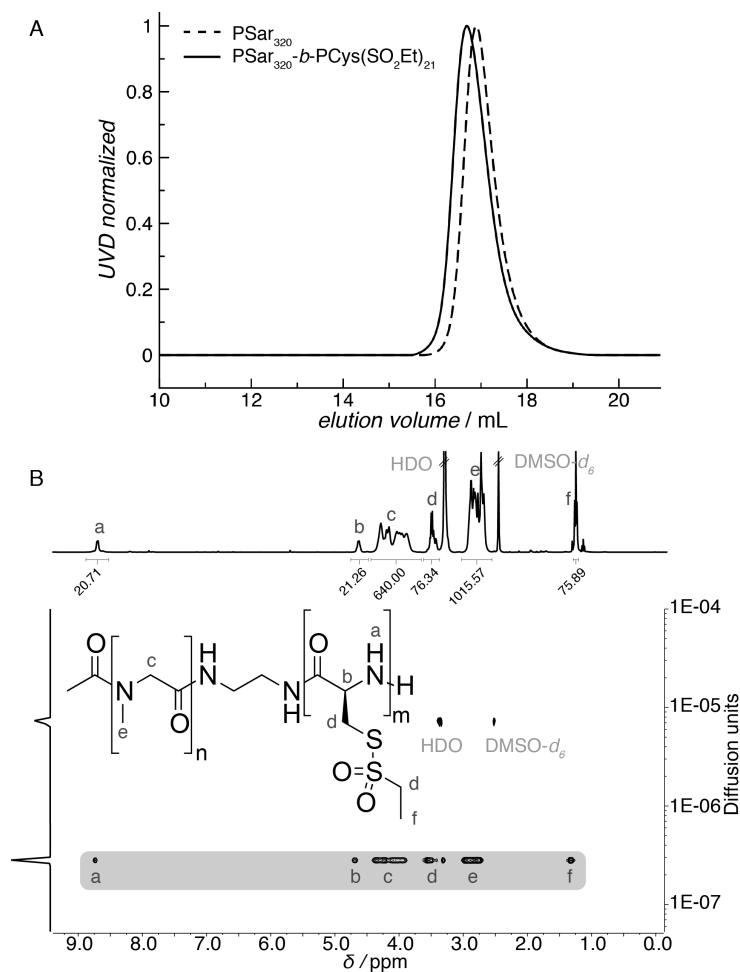 A
1
0.8
0.6
0.4
0.2
0
UVD normalized
PSar320
PSar320-b-PCys(SO2Et)21
10 12 14 16 18 20
elution volume / mL
B
HDO DMSO-d6
a b c d e f
20.71 21.26 640.00 76.34 1015.57 75.89
O
c
N
e
O
n
H
N
N
H
O
a
H
N
H
b
m
d
S
O=S
O
d
f
HDO DMSO-d6
a b c d e f
1E-04
1E-05
1E-06
1E-07
Diffusion units
9.0 8.0 7.0 6.0 5.0 4.0 3.0 2.0 1.0 0.0
δ / ppm